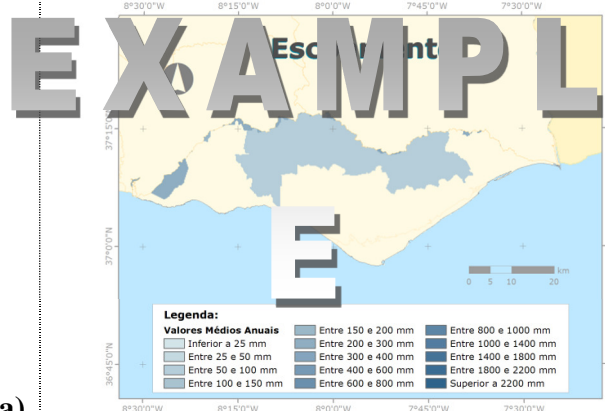 8°30'0"W 8°15'0"W 8°0'0"W 7°45'0"W 7°30'0"W
EXAMPL
E
37°15'0"N
37°0'0"N
36°45'0"N
km
0 5 10 20
Legenda:
Valores Médios Anuais
Inferior a 25 mm
Entre 25 e 50 mm
Entre 50 e 100 mm
Entre 100 e 150 mm
Entre 150 e 200 mm
Entre 200 e 300 mm
Entre 300 e 400 mm
Entre 400 e 600 mm
Entre 600 e 800 mm
Entre 800 e 1000 mm
Entre 1000 e 1400 mm
Entre 1400 e 1800 mm
Entre 1800 e 2200 mm
Superior a 2200 mm
a)
8°30'0"W 8°15'0"W 8°0'0"W 7°45'0"W 7°30'0"W